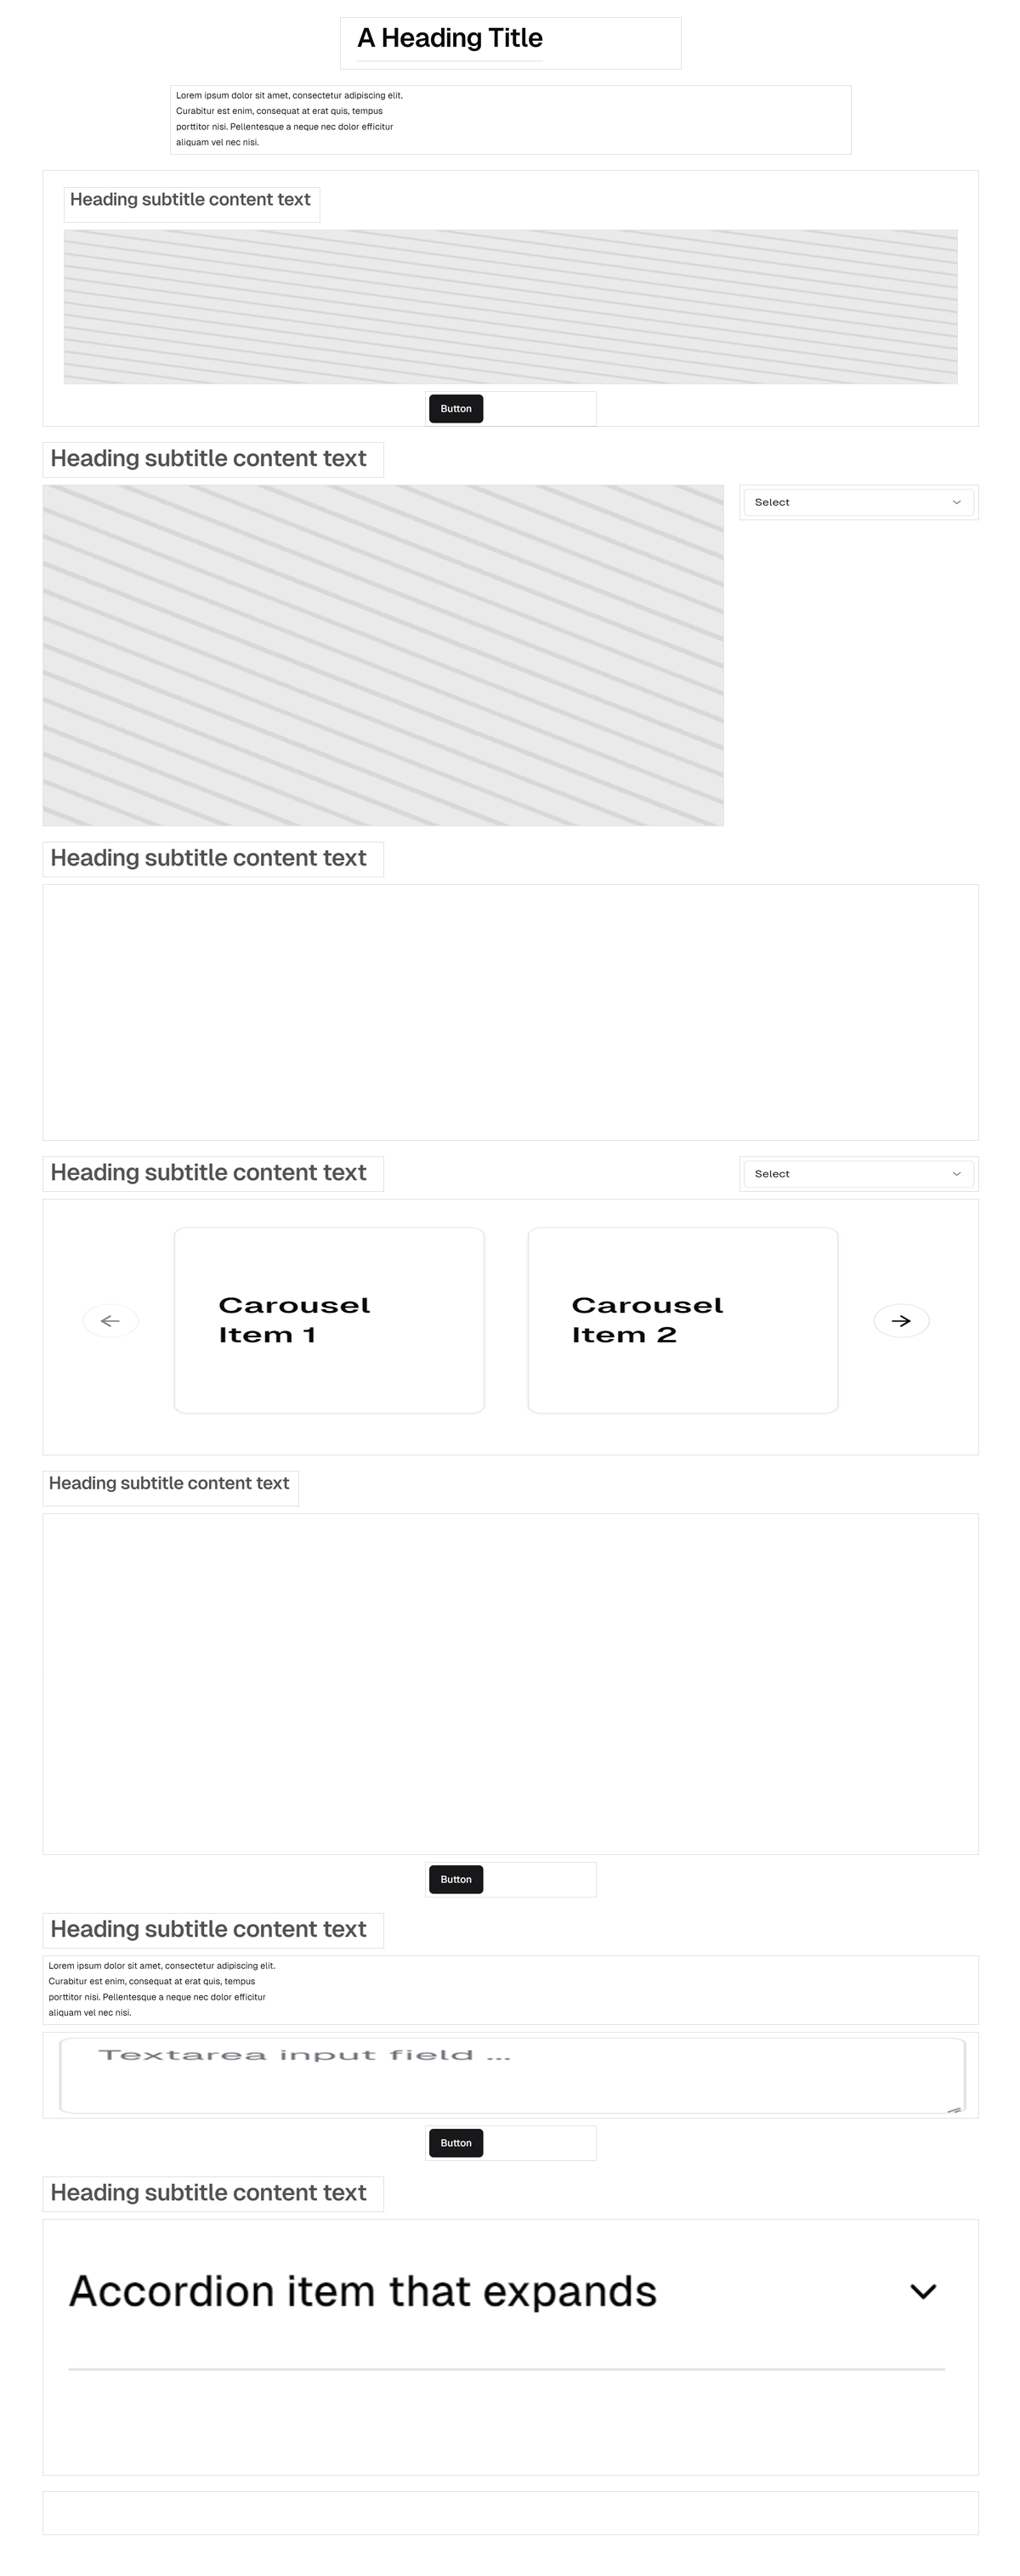 A Heading Title
Lorem ipsum dolor sit amet, consectetur adipiscing elit.
Curabitur est enim, consequat at erat quis, tempus
porttitor nisi. Pellentesque a neque nec dolor efficitur
aliquam vel nec nisi.
Heading subtitle content text
Button
Heading subtitle content text
Select
Heading subtitle content text
Heading subtitle content text
Select
Carousel
Item 1
Carousel
Item 2
Heading subtitle content text
Button
Heading subtitle content text
Lorem ipsum dolor sit amet, consectetur adipiscing elit.
Curabitur est enim, consequat at erat quis, tempus
porttitor nisi. Pellentesque a neque nec dolor efficitur
aliquam vel nec nisi.
Textarea input field ...
Button
Heading subtitle content text
Accordion item that expands